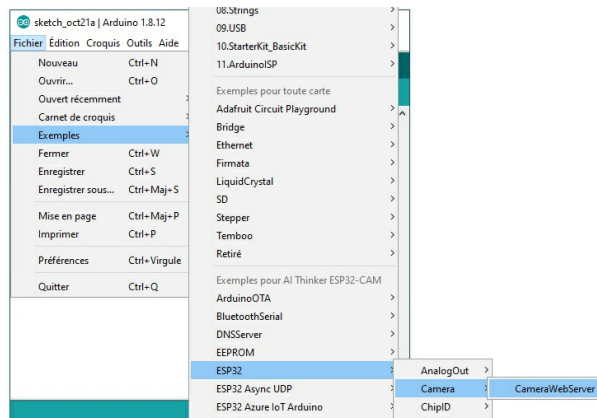 sketch_oct21a | Arduino 1.8.12
Fichier Édition Croquis Outils Aide
Nouveau Ctrl+N
Ouvrir... Ctrl+O
Ouvert récemment
Carnet de croquis
Exemples
Fermer Ctrl+W
Enregistrer Ctrl+S
Enregistrer sous... Ctrl+Maj+S
Mise en page Ctrl+Maj+P
Imprimer Ctrl+P
Préférences Ctrl+Virgule
Quitter Ctrl+Q
08.Strings
09.USB
10.StarterKit_BasicKit
11.ArduinoISP
Exemples pour toute carte
Adafruit Circuit Playground
Bridge
Ethernet
Firmata
LiquidCrystal
SD
Stepper
Temboo
Retiré
Exemples pour AI Thinker ESP32-CAM
ArduinoOTA
BluetoothSerial
DNSServer
EEPROM
ESP32
ESP32 Async UDP
ESP32 Azure IoT Arduino
AnalogOut
Camera
ChipID
CameraWebServer